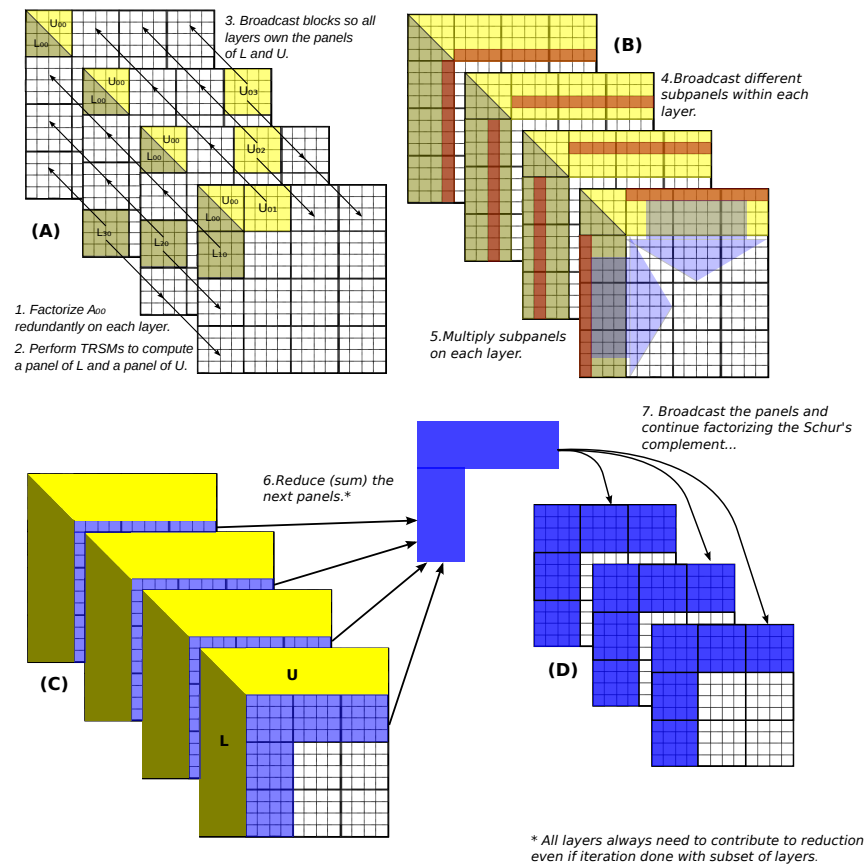 3. Broadcast blocks so all
layers own the panels
of L and U.
U₀₀
L₀₀
U₀₀
L₀₀
U₀₃
U₀₀
L₀₀
U₀₂
U₀₀
L₀₀
U₀₁
L₃₀
L₂₀
L₁₀
(A)
1. Factorize A₀₀
redundantly on each layer.
2. Perform TRSMs to compute
a panel of L and a panel of U.
(B)
4.Broadcast different
subpanels within each
layer.
5.Multiply subpanels
on each layer.
6.Reduce (sum) the
next panels.*
7. Broadcast the panels and
continue factorizing the Schur's
complement...
(C)
U
L
(D)
* All layers always need to contribute to reduction
even if iteration done with subset of layers.